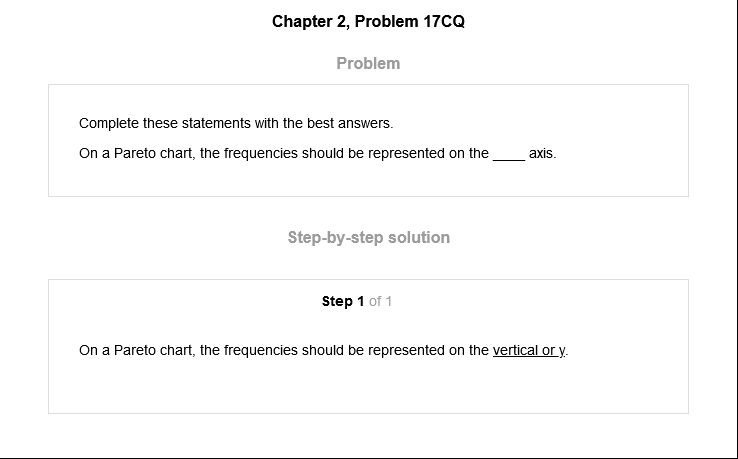 Chapter 2, Problem 17CQ
Problem
Complete these statements with the best answers.
On a Pareto chart, the frequencies should be represented on the ____ axis.
Step-by-step solution
Step 1 of 1
On a Pareto chart, the frequencies should be represented on the vertical or y.